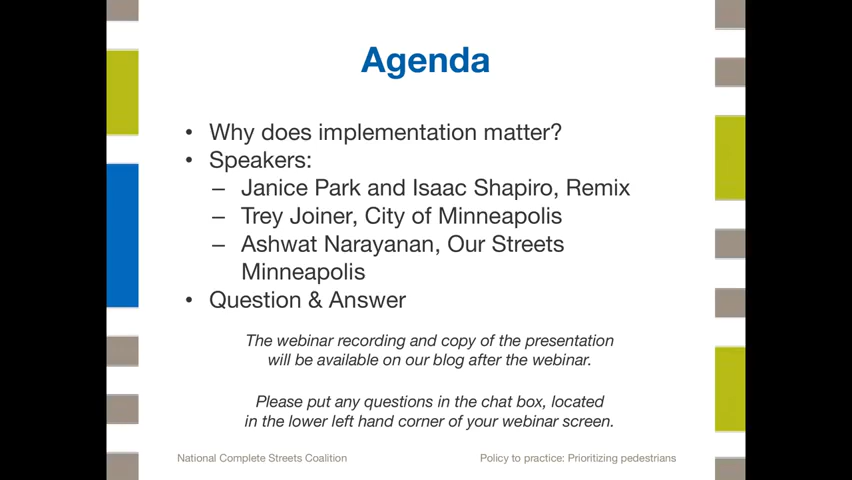 Agenda
• Why does implementation matter?
• Speakers:
– Janice Park and Isaac Shapiro, Remix
– Trey Joiner, City of Minneapolis
– Ashwat Narayanan, Our Streets
Minneapolis
• Question & Answer
The webinar recording and copy of the presentation
will be available on our blog after the webinar.
Please put any questions in the chat box, located
in the lower left hand corner of your webinar screen.
National Complete Streets Coalition
Policy to practice: Prioritizing pedestrians